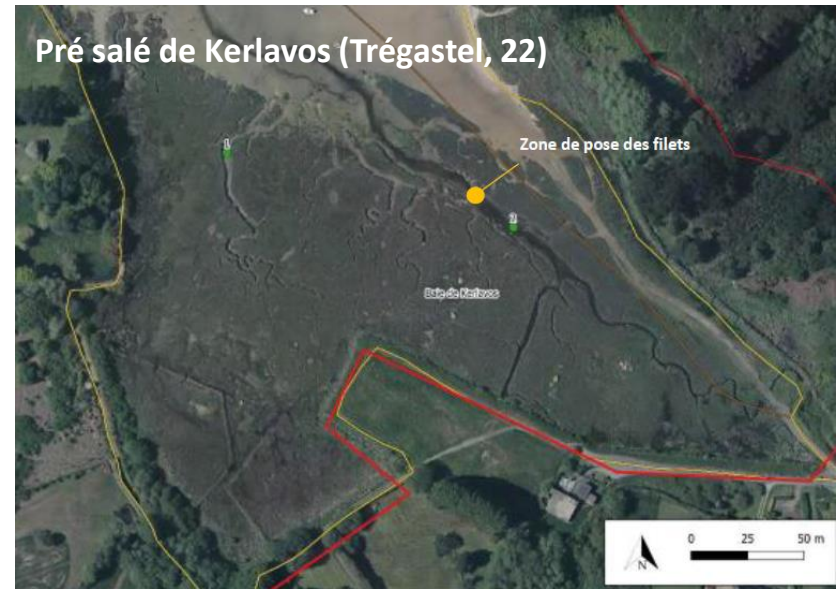 Pré salé de Kerlavos (Trégastel, 22)
1
Zone de pose des filets
2
Baie de Kerlavos
0 25 50 m
N